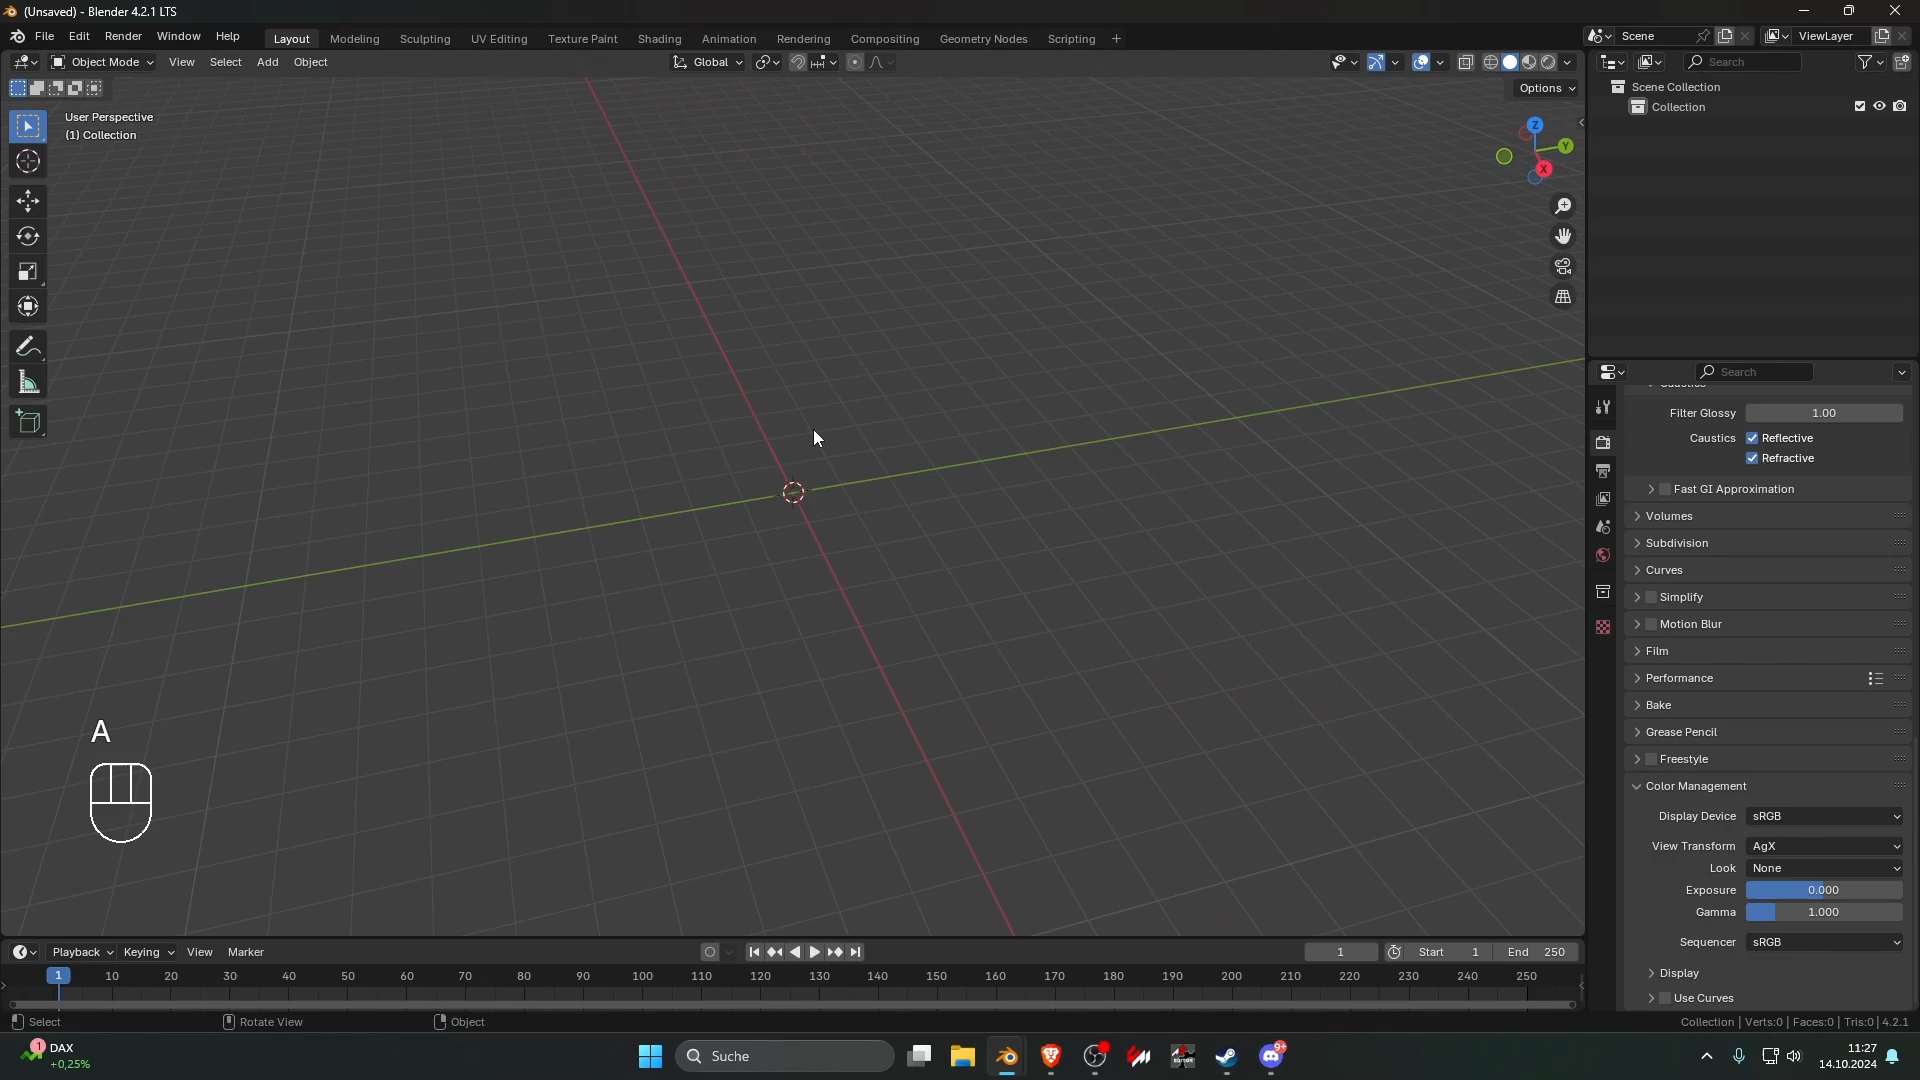 (Unsaved) - Blender 4.2.1 LTS
File Edit Render Window Help Layout Modeling Sculpting UV Editing Texture Paint Shading Animation Rendering Compositing Geometry Nodes Scripting + Scene ViewLayer
Object Mode View Select Add Object Global Search
Options
Scene Collection
Collection
User Perspective
(1) Collection
Z
Y
X
Search
Filter Glossy 1.00
Caustics Reflective
Refractive
Fast GI Approximation
Volumes
Subdivision
Curves
Simplify
Motion Blur
Film
Performance
Bake
Grease Pencil
Freestyle
Color Management
Display Device sRGB
View Transform AgX
Look None
Exposure 0.000
Gamma 1.000
Sequencer sRGB
Display
Use Curves
A
Playback Keying View Marker 1 Start 1 End 250
1 10 20 30 40 50 60 70 80 90 100 110 120 130 140 150 160 170 180 190 200 210 220 230 240 250
Select Rotate View Object Collection | Verts:0 | Faces:0 | Tris:0 | 4.2.1
1 DAX
+0,25%
Suche
EDITOR
9+
11:27
14.10.2024